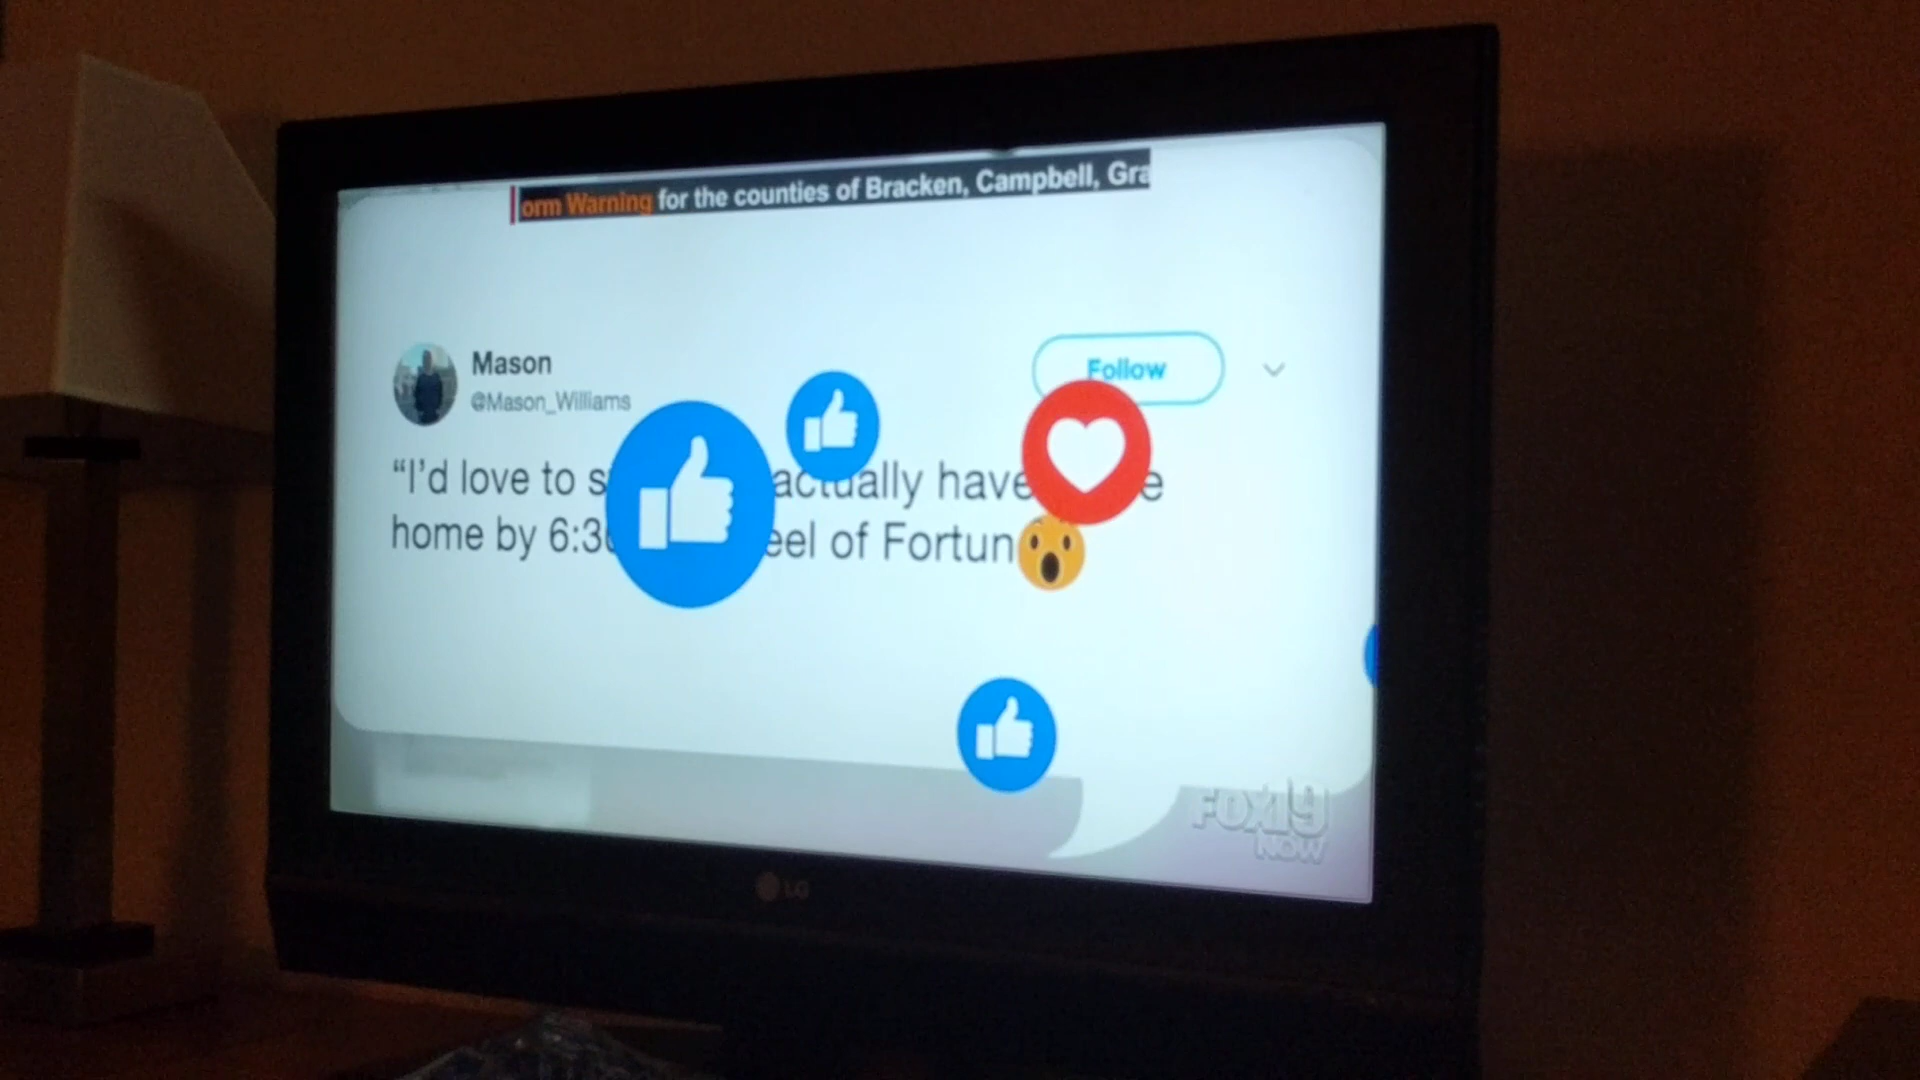 orm Warning for the counties of Bracken, Campbell, Gra
Mason
@Mason_Williams
Follow
“I’d love to s actually have e
home by 6:30 eel of Fortun
FOX19
NOW
LG